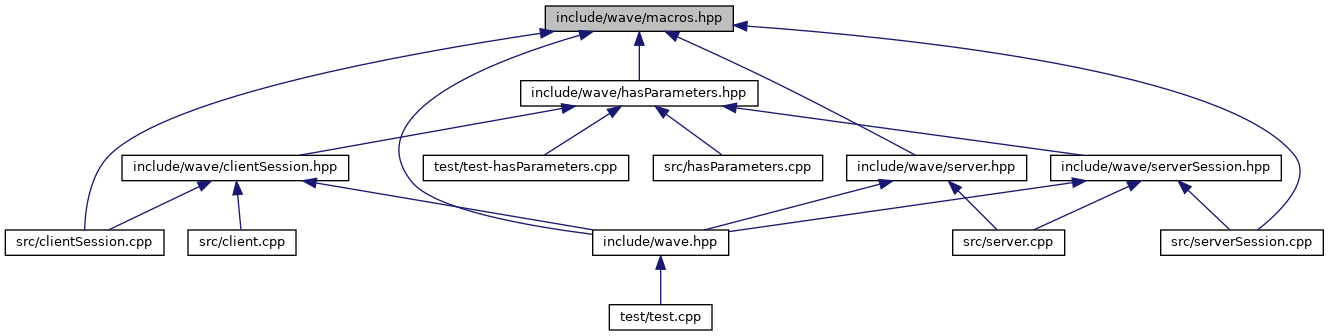 include/wave/macros.hpp
include/wave/hasParameters.hpp
include/wave/clientSession.hpp
test/test-hasParameters.cpp
src/hasParameters.cpp
include/wave/server.hpp
include/wave/serverSession.hpp
src/clientSession.cpp
src/client.cpp
include/wave.hpp
src/server.cpp
src/serverSession.cpp
test/test.cpp